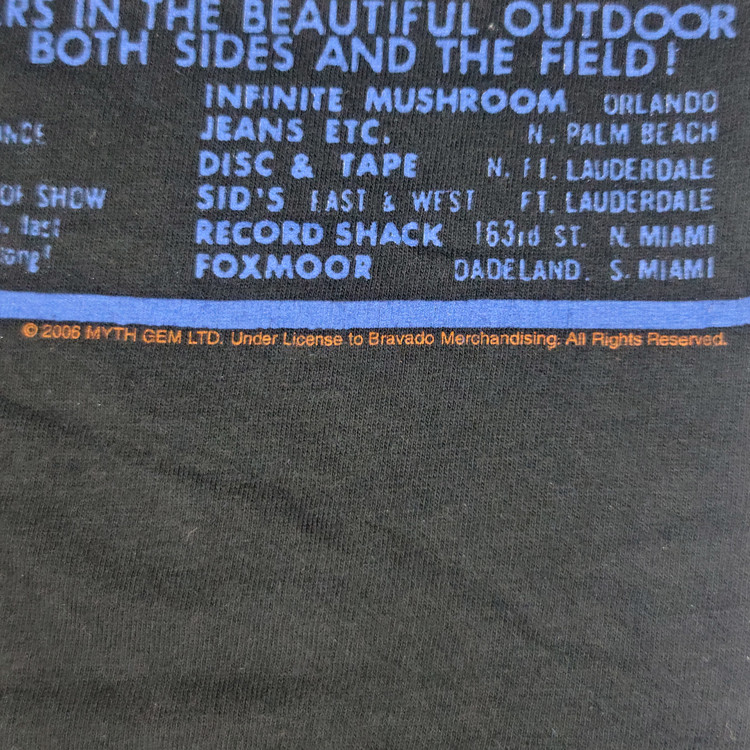 RS IN THE BEAUTIFUL OUTDOOR
BOTH SIDES AND THE FIELD!
INFINITE MUSHROOM ORLANDO
JEANS ETC. N. PALM BEACH
DISC & TAPE N. FT. LAUDERDALE
OF SHOW SID'S EAST & WEST FT. LAUDERDALE
last RECORD SHACK 163rd ST. N. MIAMI
FOXMOOR DADELAND. S. MIAMI
© 2006 MYTH GEM LTD. Under License to Bravado Merchandising. All Rights Reserved.